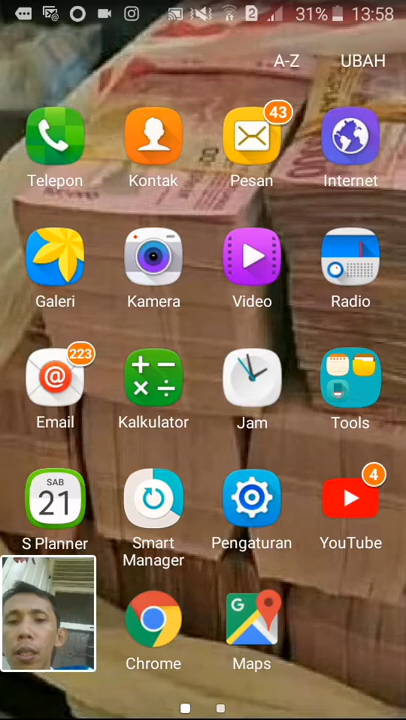 2 31% 13:58
A-Z UBAH
43
Telepon Kontak Pesan Internet
Galeri Kamera Video Radio
223
Email Kalkulator Jam Tools
SAB
21
4
S Planner Smart Manager Pengaturan YouTube
G
Chrome Maps